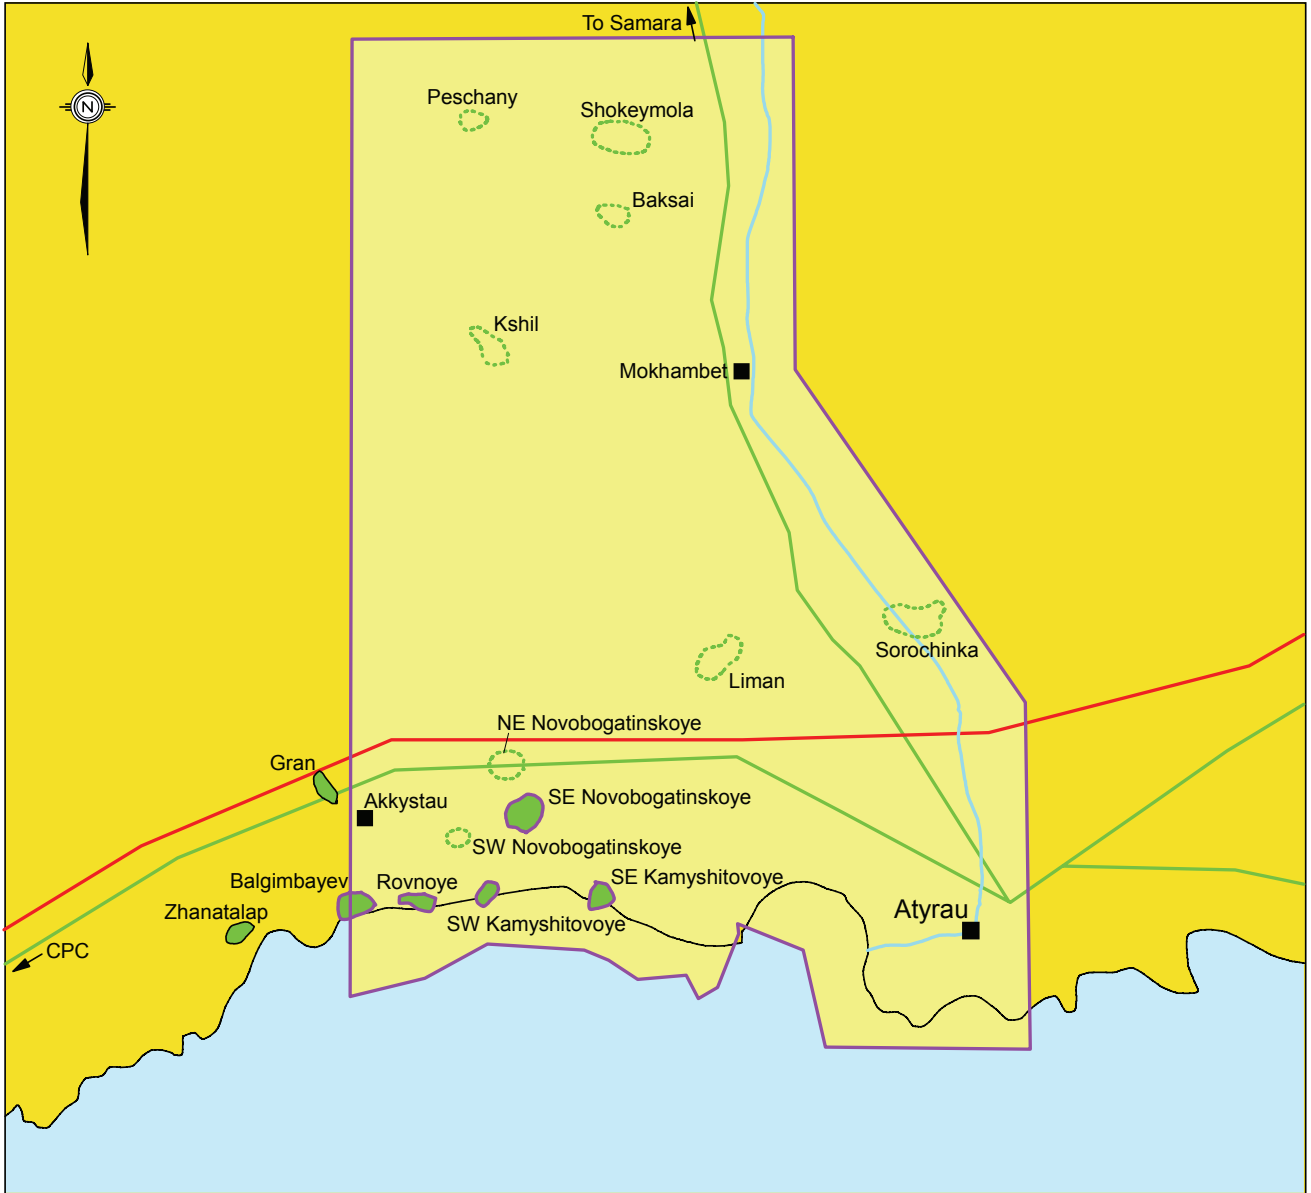 To Samara
N
Peschany
Shokeymola
Baksai
Kshil
Mokhambet
Sorochinka
Liman
NE Novobogatinskoye
Gran
Akkystau
SE Novobogatinskoye
SW Novobogatinskoye
Balgimbayev
Rovnoye
SE Kamyshitovoye
Zhanatalap
SW Kamyshitovoye
Atyrau
CPC